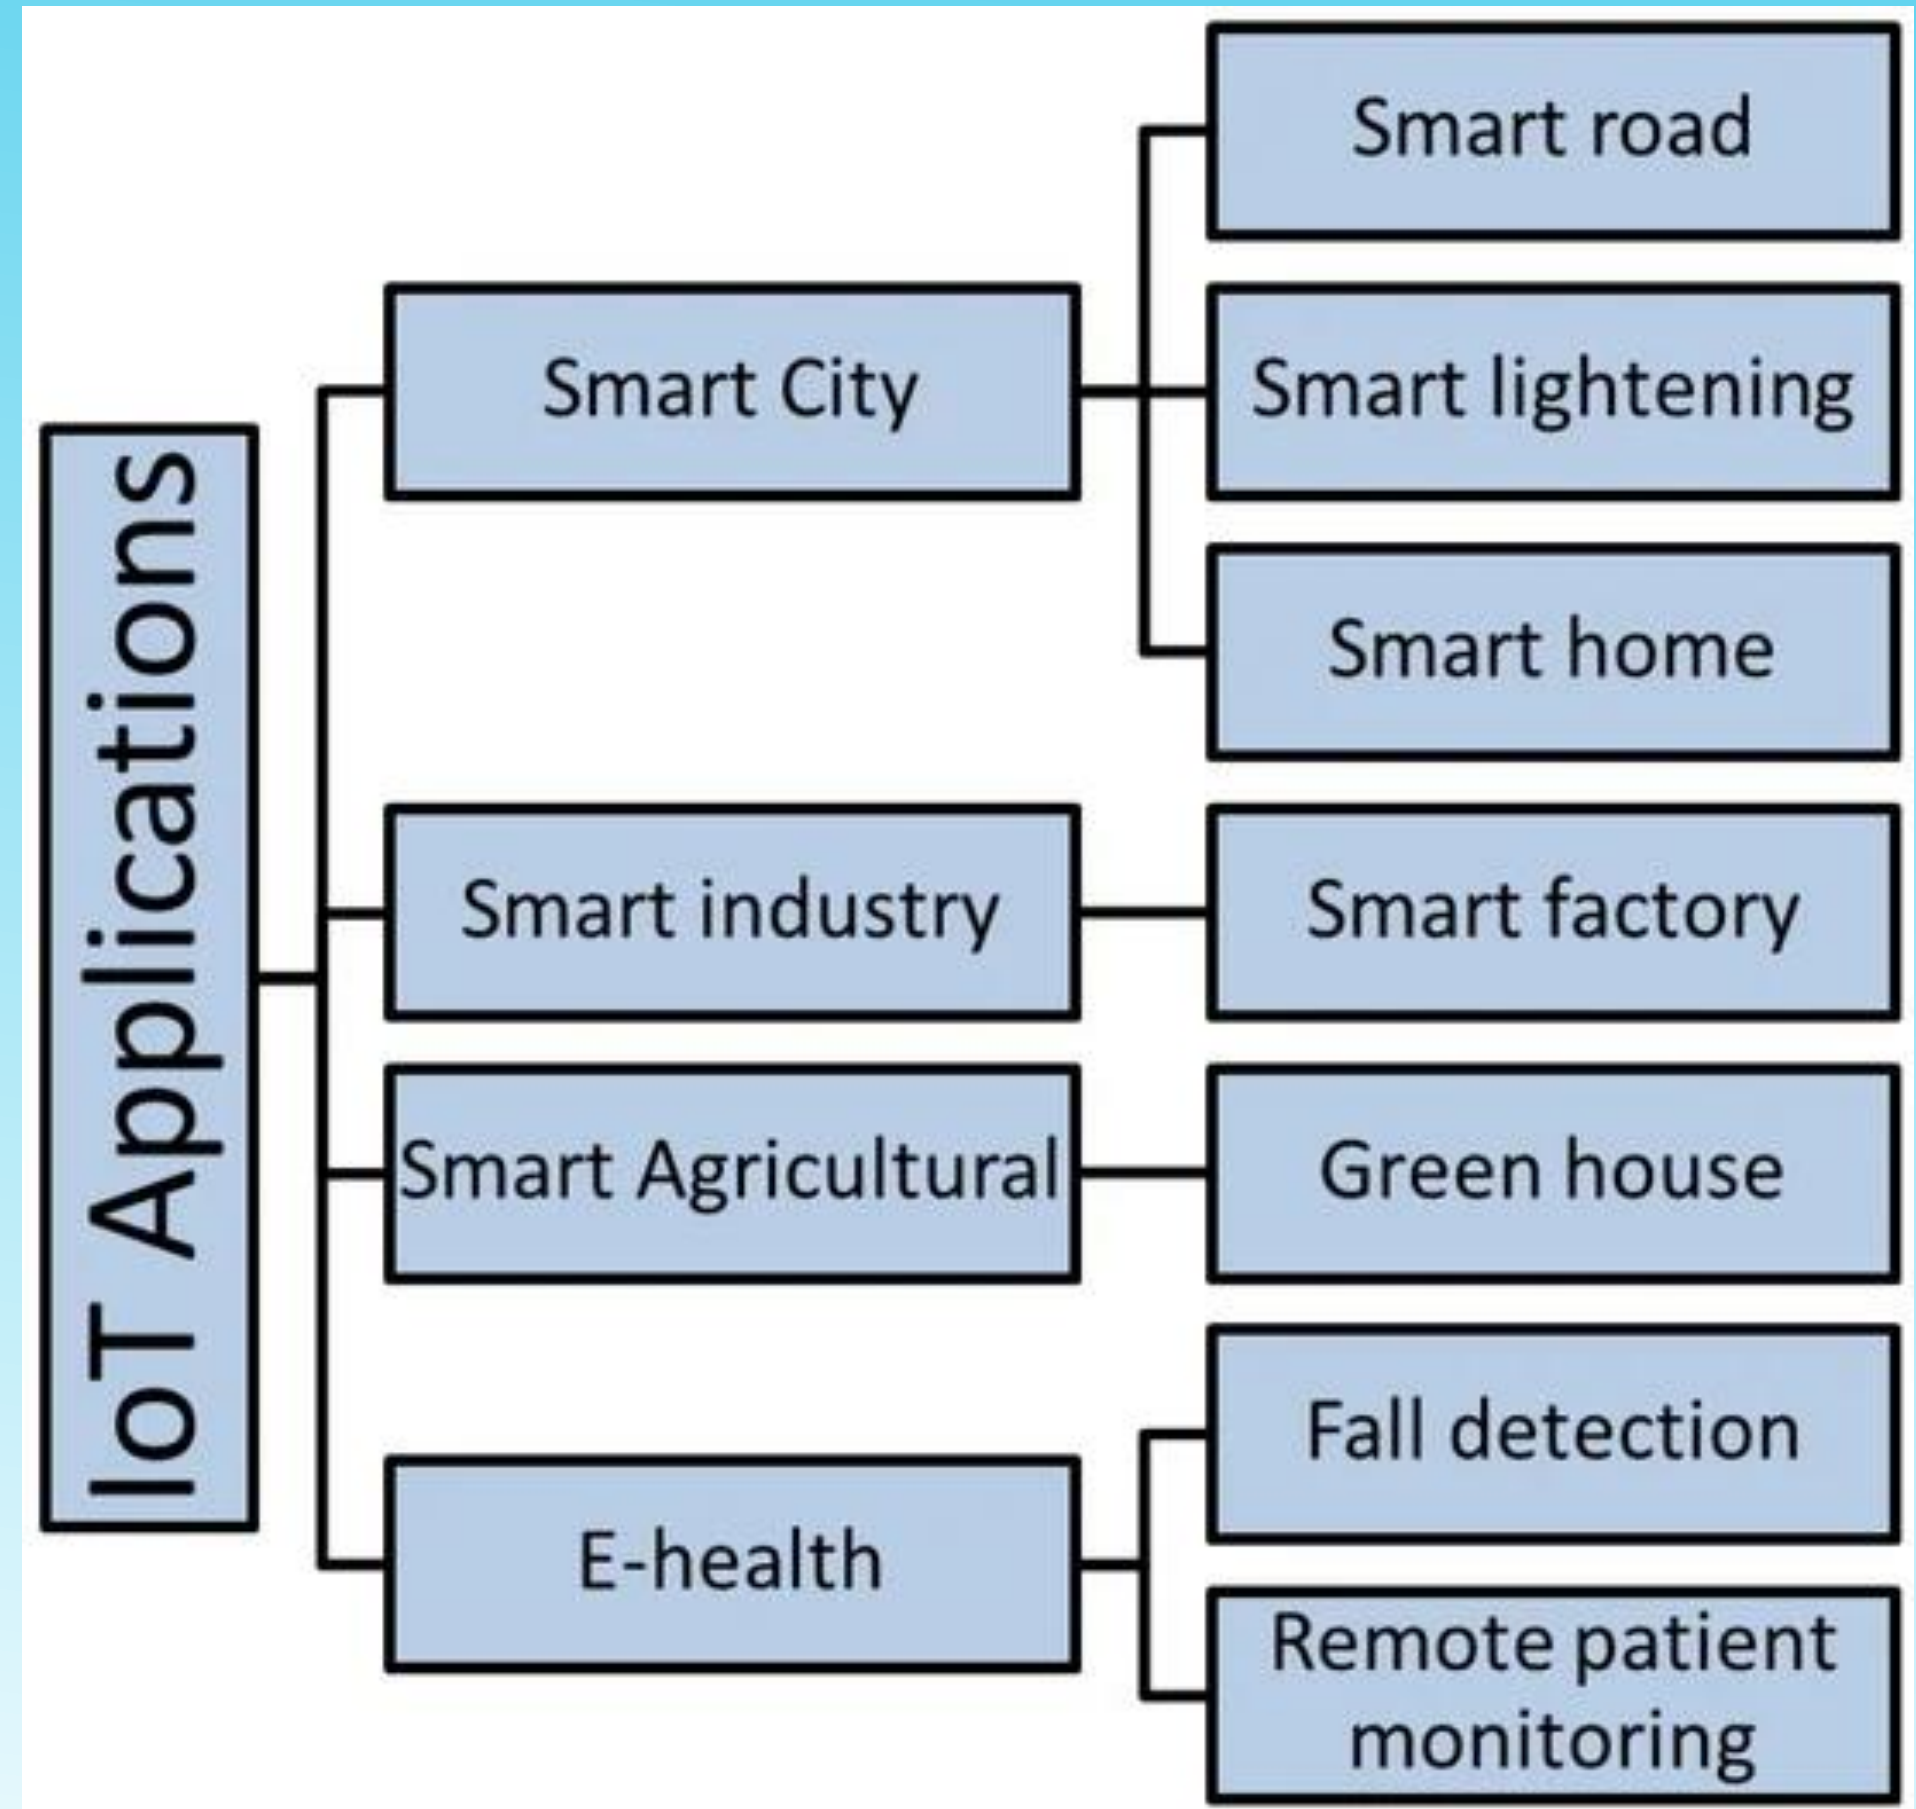 IoT Applications
Smart City
Smart road
Smart lightening
Smart home
Smart industry
Smart factory
Smart Agricultural
Green house
E-health
Fall detection
Remote patient
monitoring